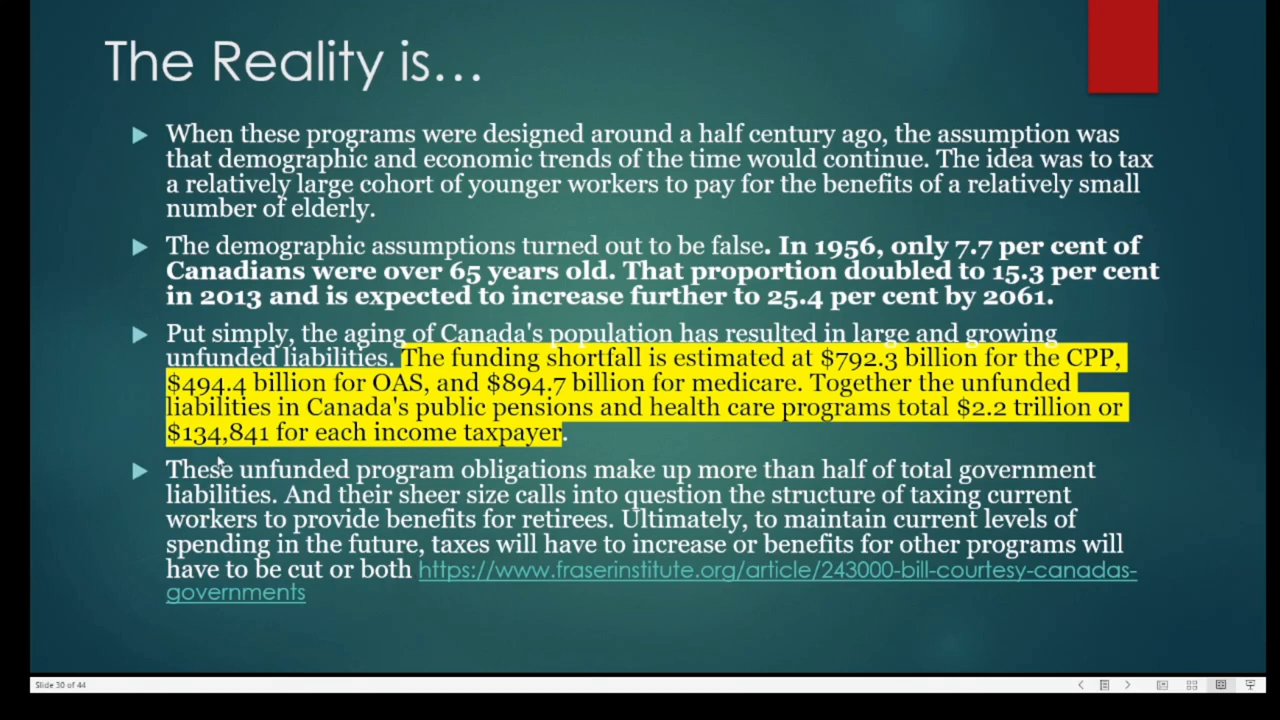 The Reality is…
When these programs were designed around a half century ago, the assumption was
that demographic and economic trends of the time would continue. The idea was to tax
a relatively large cohort of younger workers to pay for the benefits of a relatively small
number of elderly.
The demographic assumptions turned out to be false. In 1956, only 7.7 per cent of
Canadians were over 65 years old. That proportion doubled to 15.3 per cent
in 2013 and is expected to increase further to 25.4 per cent by 2061.
Put simply, the aging of Canada's population has resulted in large and growing
unfunded liabilities. The funding shortfall is estimated at $792.3 billion for the CPP,
$494.4 billion for OAS, and $894.7 billion for medicare. Together the unfunded
liabilities in Canada's public pensions and health care programs total $2.2 trillion or
$134,841 for each income taxpayer.
These unfunded program obligations make up more than half of total government
liabilities. And their sheer size calls into question the structure of taxing current
workers to provide benefits for retirees. Ultimately, to maintain current levels of
spending in the future, taxes will have to increase or benefits for other programs will
have to be cut or both https://www.fraserinstitute.org/article/243000-bill-courtesy-canadas-
governments
Slide 30 of 44